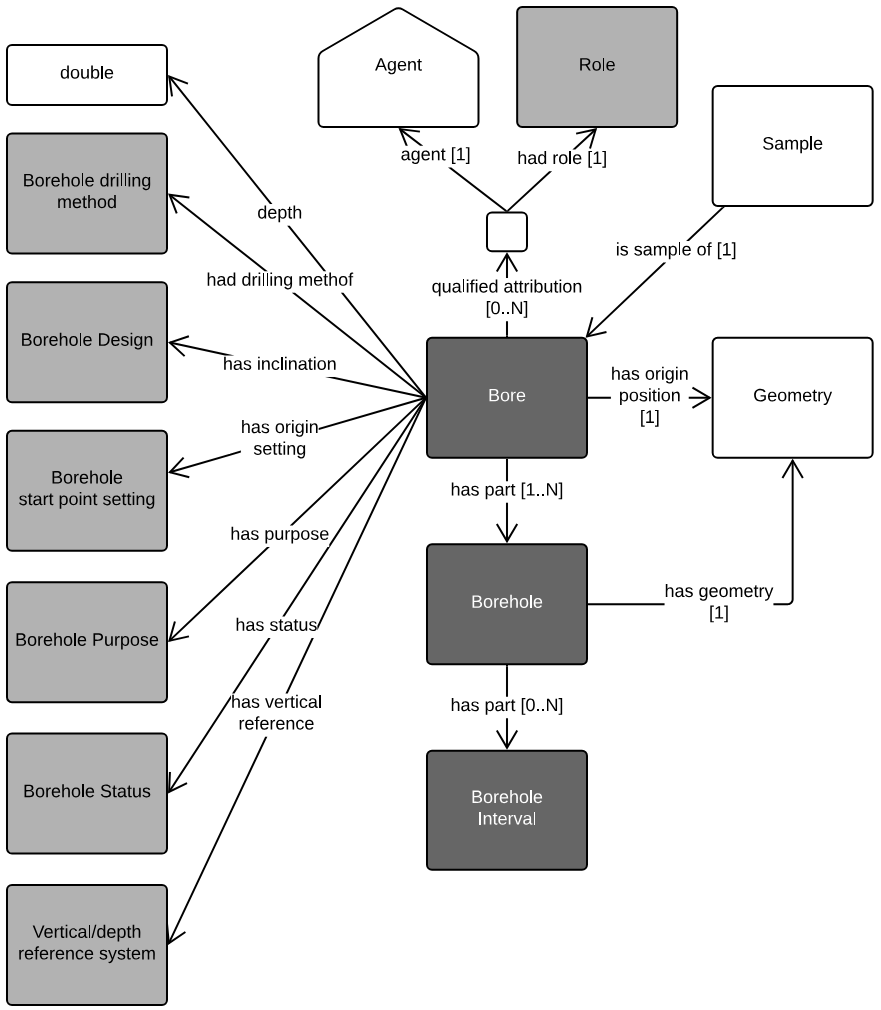 Agent
Role
double
Sample
agent [1]
had role [1]
Borehole drilling
method
depth
is sample of [1]
had drilling methof
qualified attribution
[0..N]
Borehole Design
has inclination
Bore
has origin
position
[1]
Geometry
has origin
setting
Borehole
start point setting
has part [1..N]
has purpose
Borehole
has geometry
[1]
Borehole Purpose
has status
has vertical
reference
has part [0..N]
Borehole Status
Borehole
Interval
Vertical/depth
reference system